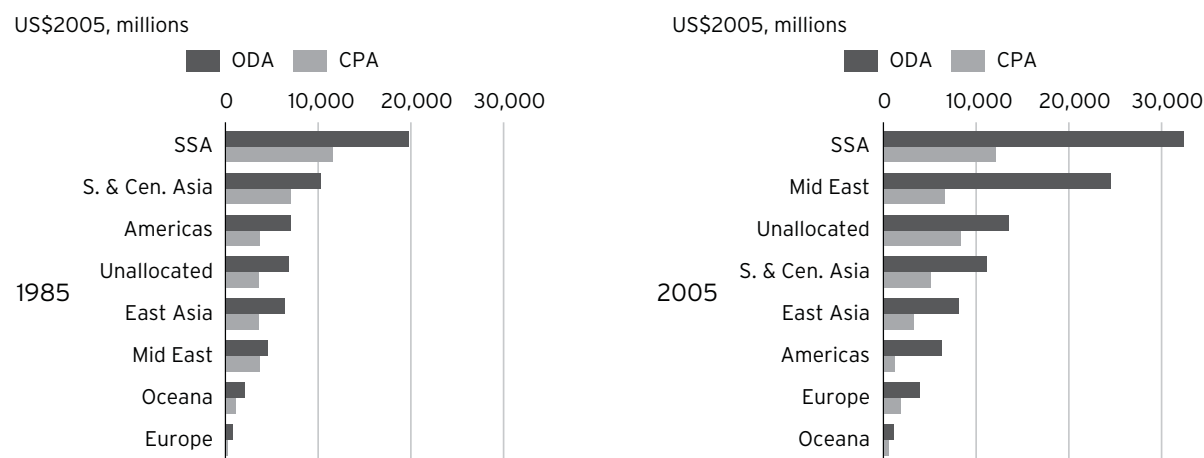 US$2005, millions
ODA CPA
0 10,000 20,000 30,000
SSA
S. & Cen. Asia
Americas
Unallocated
East Asia
Mid East
Oceana
Europe
1985
US$2005, millions
ODA CPA
0 10,000 20,000 30,000
SSA
Mid East
Unallocated
S. & Cen. Asia
East Asia
Americas
Europe
Oceana
2005